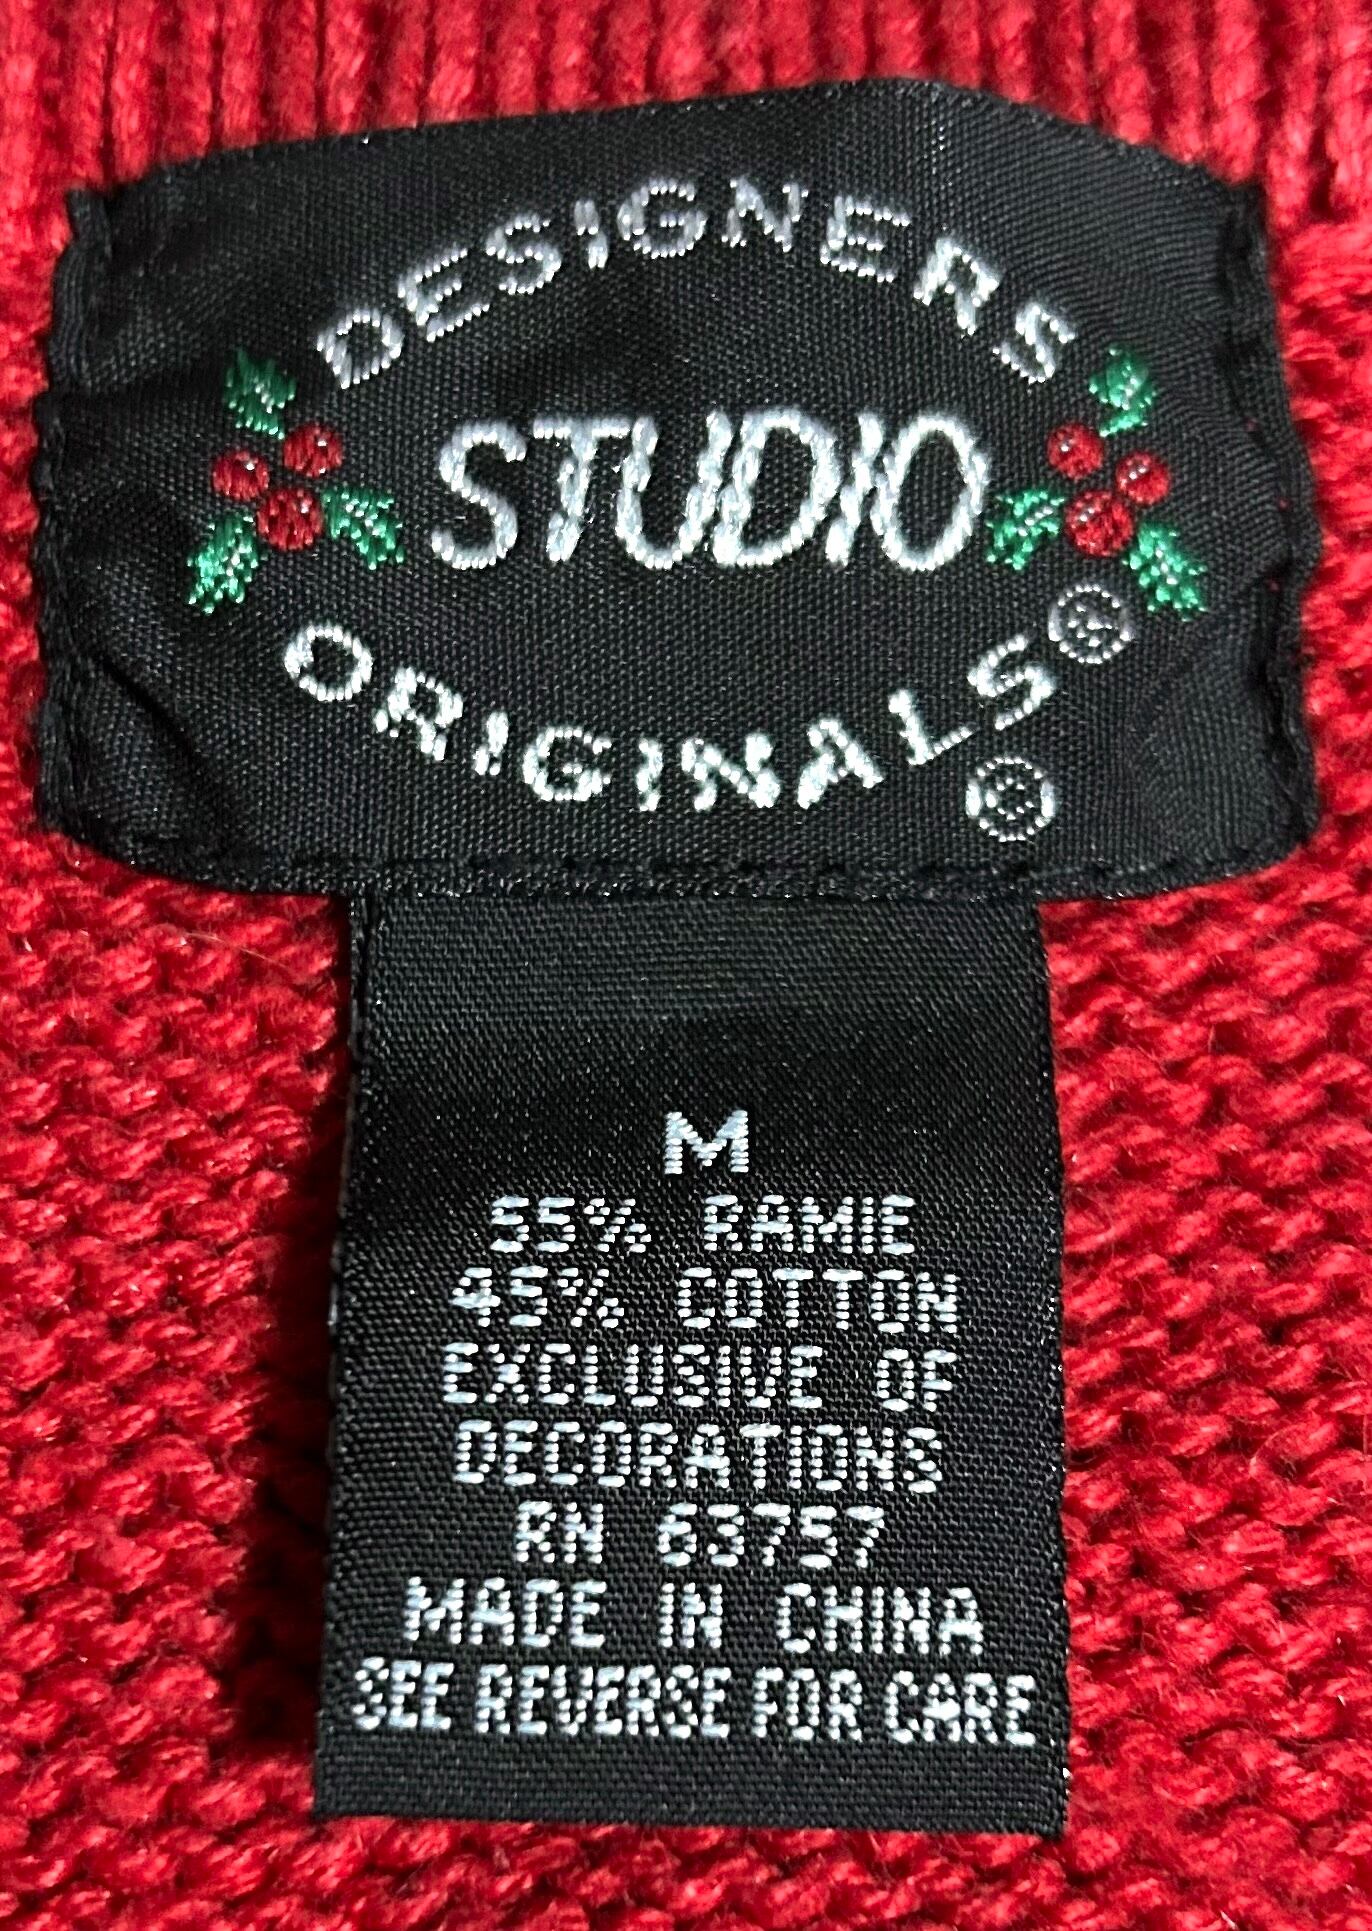 DESIGNERS
STUDIO
ORIGINALS®
©
M
55% RAMIE
45% COTTON
EXCLUSIVE OF
DECORATIONS
RN 63757
MADE IN CHINA
SEE REVERSE FOR CARE